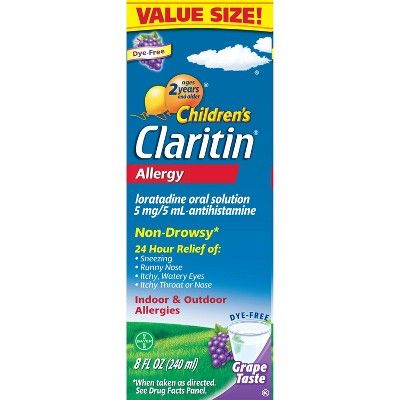 VALUE SIZE!
Dye-Free
ages
2 years
and older
®
Children's
Claritin®
Allergy
loratadine oral solution
5 mg/5 mL-antihistamine
Non-Drowsy*
24 Hour Relief of:
• Sneezing
• Runny Nose
• Itchy, Watery Eyes
• Itchy Throat or Nose
Indoor & Outdoor
Allergies
DYE-FREE
BAYER
8 FL OZ (240 ml)
Grape
Taste
*When taken as directed.
See Drug Facts Panel.